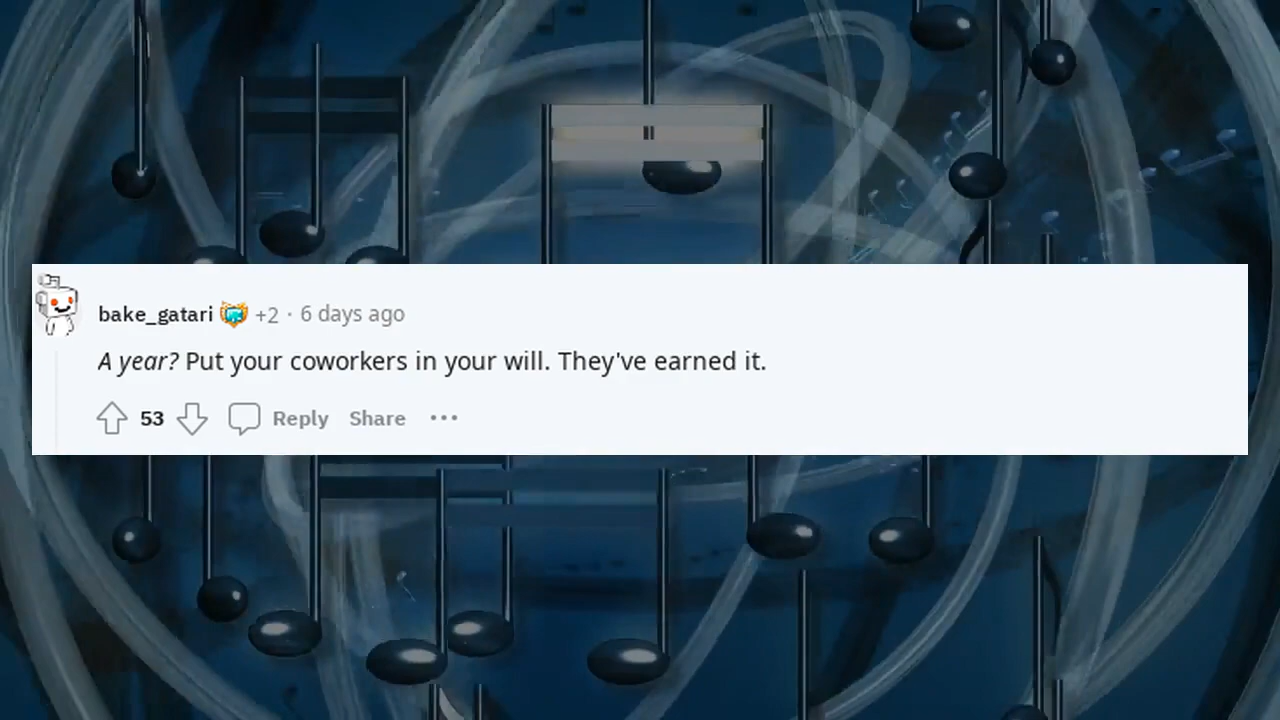 bake_gatari +2 · 6 days ago
A year? Put your coworkers in your will. They've earned it.
53 Reply Share ···